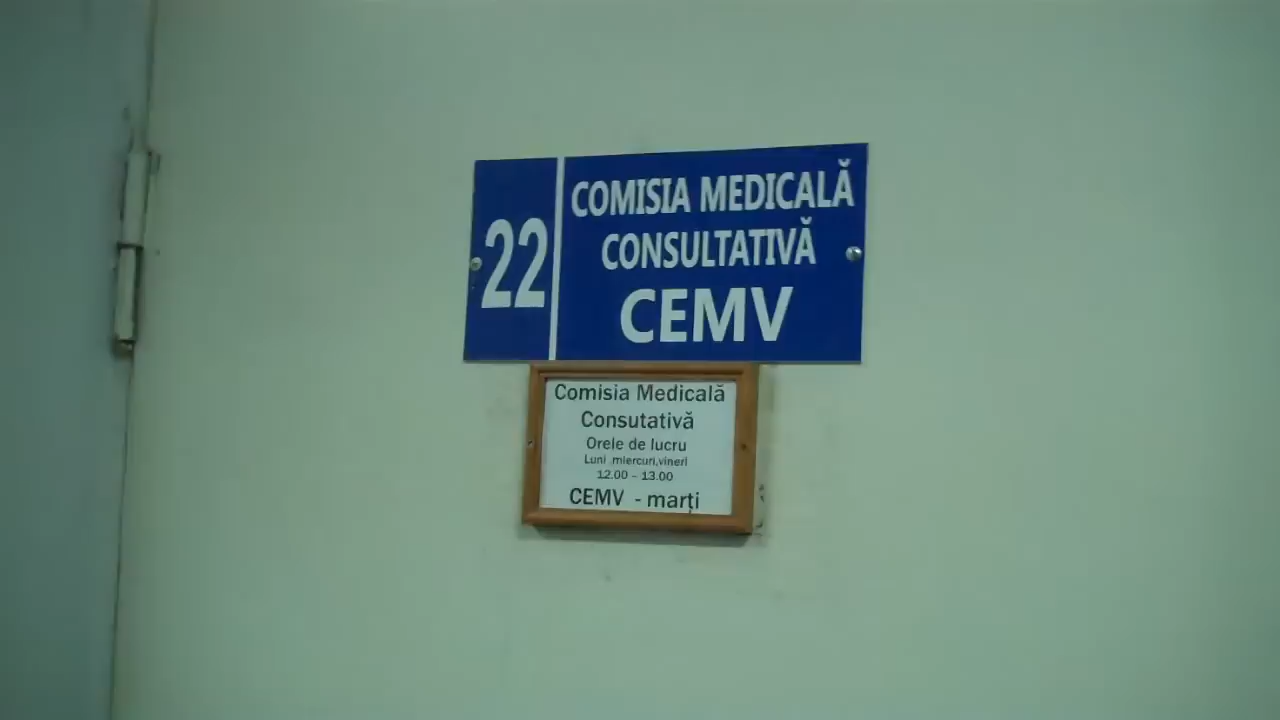 22
COMISIA MEDICALĂ
CONSULTATIVĂ
CEMV
Comisia Medicală
Consutativă
Orele de lucru
Luni ,miercuri,vineri
12.00 – 13.00
CEMV - marți